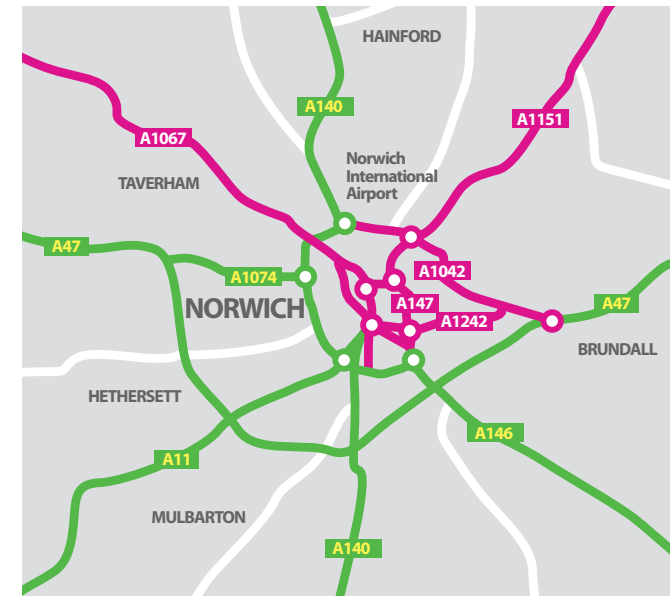 HAINFORD
A140
A1151
A1067
Norwich
International
Airport
TAVERHAM
A47
A1074
A1042
A147
A47
NORWICH
A1242
BRUNDALL
HETHERSETT
A146
A11
MULBARTON
A140